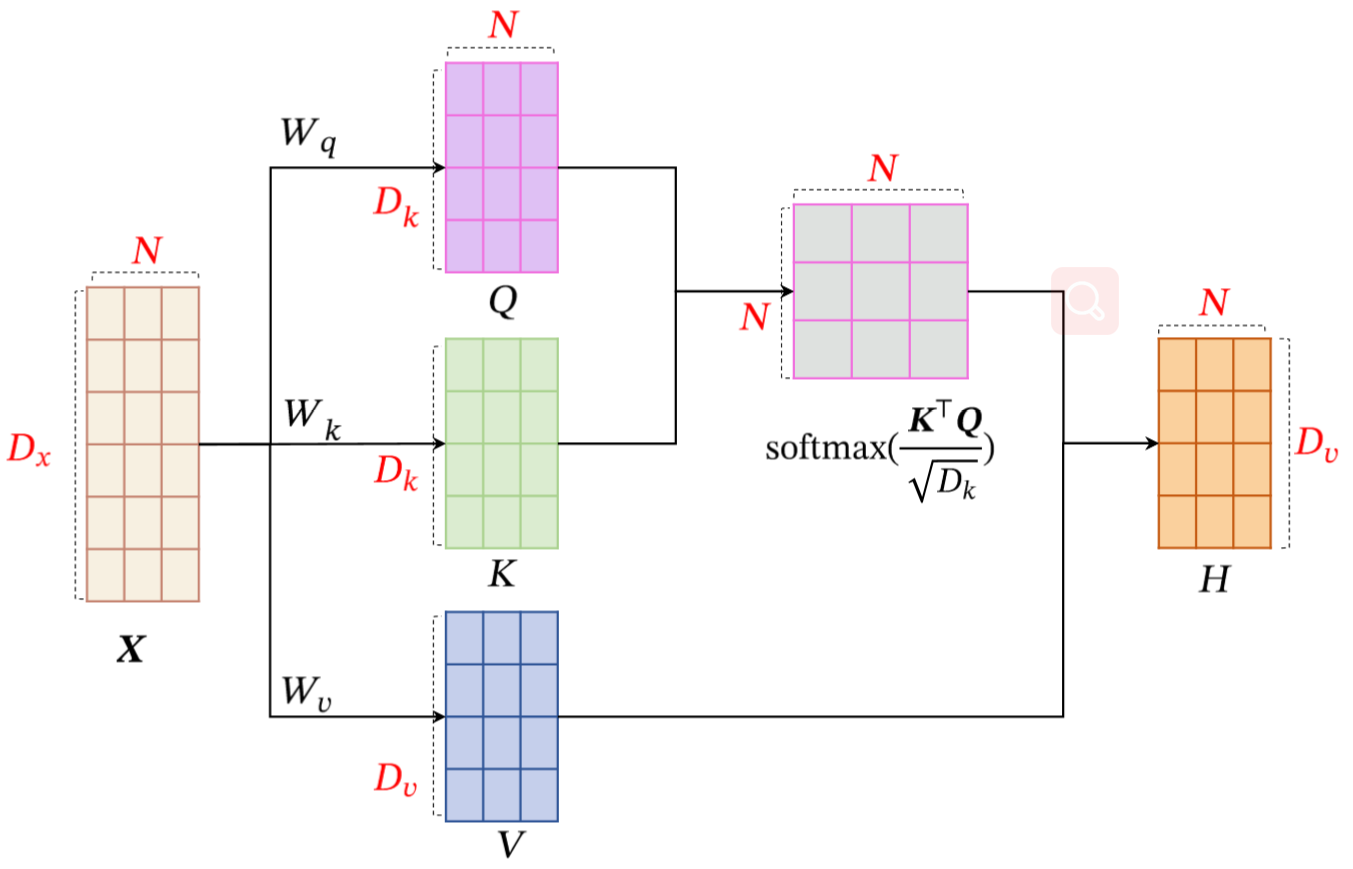 N
W_q
D_k
Q
N
D_x
X
W_k
D_k
K
W_v
D_v
V
N
N
softmax(K^⊤Q/√D_k)
N
D_v
H